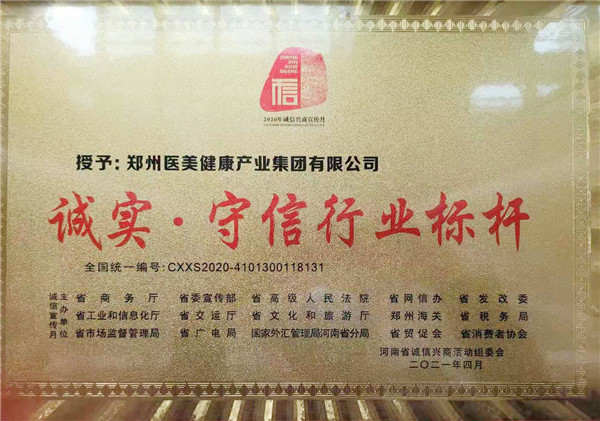 信
2020年诚信兴商宣传月
授予：郑州医美健康产业集团有限公司
诚实·守信行业标杆
全国统一编号：CXXS2020-4101300118131
诚信宣传月
主办单位
省商务厅 省委宣传部 省高级人民法院 省网信办 省发改委
省工业和信息化厅 省交运厅 省文化和旅游厅 郑州海关 省税务局
省市场监督管理局 省广电局 国家外汇管理局河南省分局 省贸促会 省消费者协会
河南省诚信兴商活动组委会
二〇二一年四月